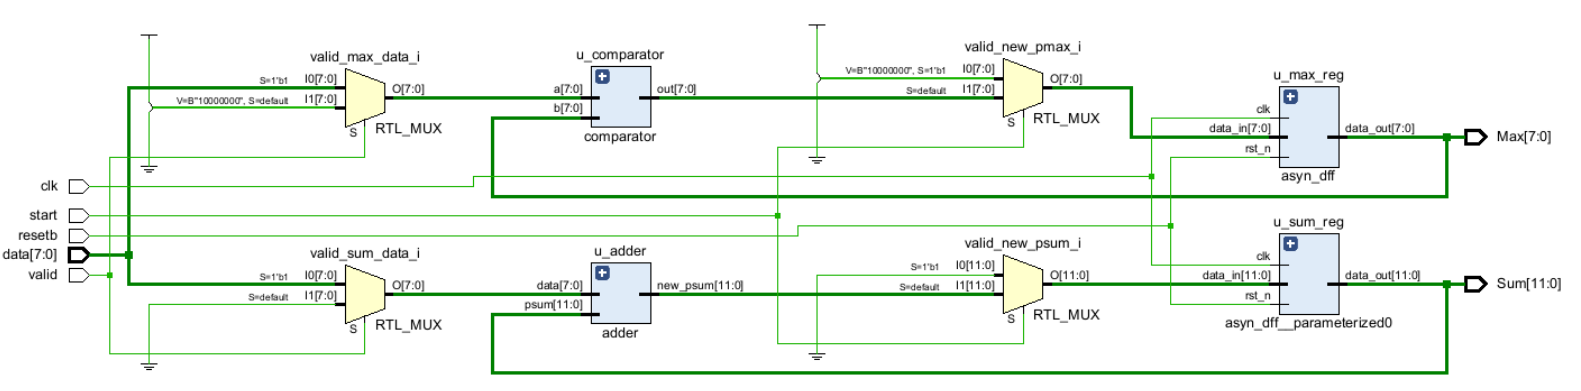 valid_max_data_i
S=1'b1 I0[7:0]
V=B"10000000", S=default I1[7:0]
O[7:0]
S
RTL_MUX
u_comparator
a[7:0]
b[7:0]
out[7:0]
comparator
valid_new_pmax_i
V=B"10000000", S=1'b1 I0[7:0]
S=default I1[7:0]
O[7:0]
S
RTL_MUX
u_max_reg
clk
data_in[7:0]
rst_n
data_out[7:0]
asyn_dff
Max[7:0]
clk
start
resetb
data[7:0]
valid
valid_sum_data_i
S=1'b1 I0[7:0]
S=default I1[7:0]
O[7:0]
S
RTL_MUX
u_adder
data[7:0]
psum[11:0]
new_psum[11:0]
adder
valid_new_psum_i
S=1'b1 I0[11:0]
S=default I1[11:0]
O[11:0]
S
RTL_MUX
u_sum_reg
clk
data_in[11:0]
rst_n
data_out[11:0]
asyn_dff__parameterized0
Sum[11:0]